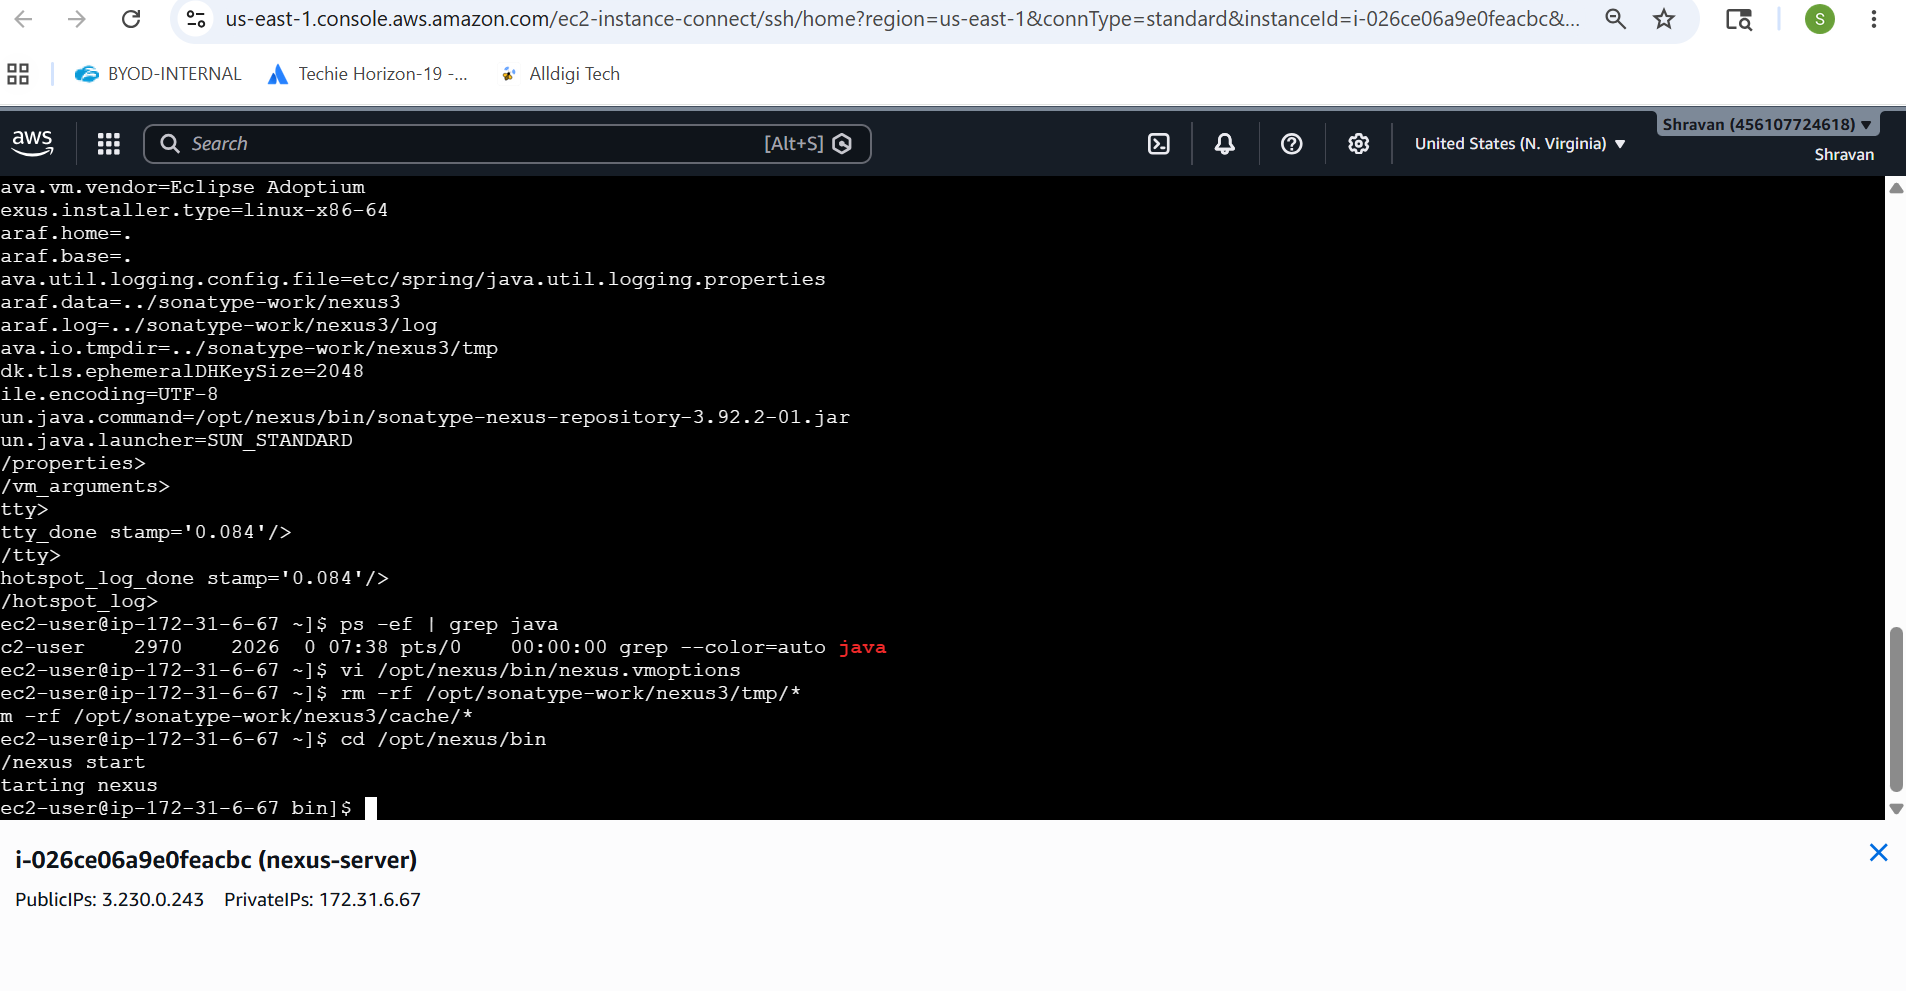 us-east-1.console.aws.amazon.com/ec2-instance-connect/ssh/home?region=us-east-1&connType=standard&instanceId=i-026ce06a9e0feacbc&...
S
BYOD-INTERNAL
Techie Horizon-19 -...
Alldigi Tech
aws
Search
[Alt+S]
United States (N. Virginia) ▼
Shravan (456107724618) ▼
Shravan
ava.vm.vendor=Eclipse Adoptium
exus.installer.type=linux-x86-64
araf.home=.
araf.base=.
ava.util.logging.config.file=etc/spring/java.util.logging.properties
araf.data=../sonatype-work/nexus3
araf.log=../sonatype-work/nexus3/log
ava.io.tmpdir=../sonatype-work/nexus3/tmp
dk.tls.ephemeralDHKeySize=2048
ile.encoding=UTF-8
un.java.command=/opt/nexus/bin/sonatype-nexus-repository-3.92.2-01.jar
un.java.launcher=SUN_STANDARD
/properties>
/vm_arguments>
tty>
tty_done stamp='0.084'/>
/tty>
hotspot_log_done stamp='0.084'/>
/hotspot_log>
ec2-user@ip-172-31-6-67 ~]$ ps -ef | grep java
c2-user    2970    2026  0 07:38 pts/0    00:00:00 grep --color=auto java
ec2-user@ip-172-31-6-67 ~]$ vi /opt/nexus/bin/nexus.vmoptions
ec2-user@ip-172-31-6-67 ~]$ rm -rf /opt/sonatype-work/nexus3/tmp/*
m -rf /opt/sonatype-work/nexus3/cache/*
ec2-user@ip-172-31-6-67 ~]$ cd /opt/nexus/bin
/nexus start
tarting nexus
ec2-user@ip-172-31-6-67 bin]$
i-026ce06a9e0feacbc (nexus-server)
PublicIPs: 3.230.0.243    PrivateIPs: 172.31.6.67